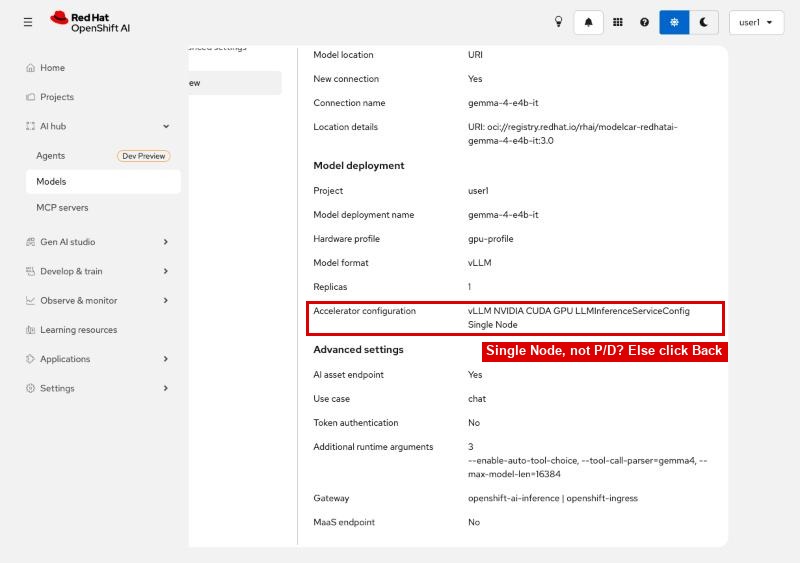 Red Hat
OpenShift AI
user1
Home
Projects
AI hub
Agents
Dev Preview
Models
MCP servers
Gen AI studio
Develop & train
Observe & monitor
Learning resources
Applications
Settings
Model location URI
New connection Yes
Connection name gemma-4-e4b-it
Location details URI: oci://registry.redhat.io/rhai/modelcar-redhatai-
gemma-4-e4b-it:3.0
Model deployment
Project user1
Model deployment name gemma-4-e4b-it
Hardware profile gpu-profile
Model format vLLM
Replicas 1
Accelerator configuration vLLM NVIDIA CUDA GPU LLMInferenceServiceConfig
Single Node
Advanced settings
Single Node, not P/D? Else click Back
AI asset endpoint Yes
Use case chat
Token authentication No
Additional runtime arguments 3
--enable-auto-tool-choice, --tool-call-parser=gemma4, --
max-model-len=16384
Gateway openshift-ai-inference | openshift-ingress
MaaS endpoint No